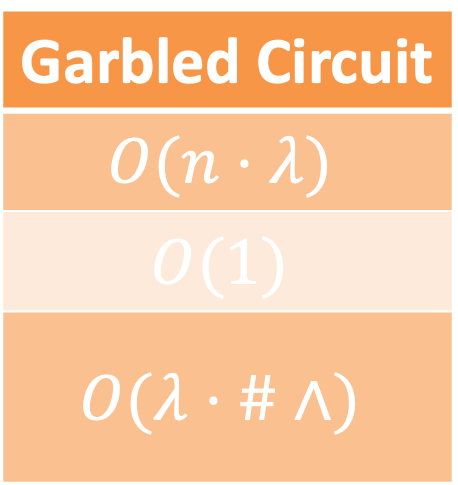 Garbled Circuit
O(n · λ)
O(1)
O(λ · # ∧)